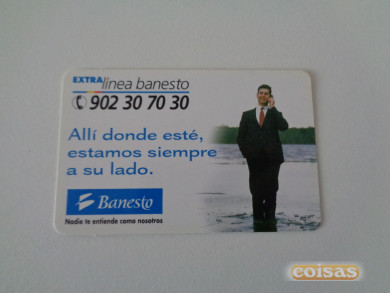 EXTRA línea banesto
902 30 70 30
Allí donde esté,
estamos siempre
a su lado.
Banesto
Nadie te entiende como nosotros
coisas